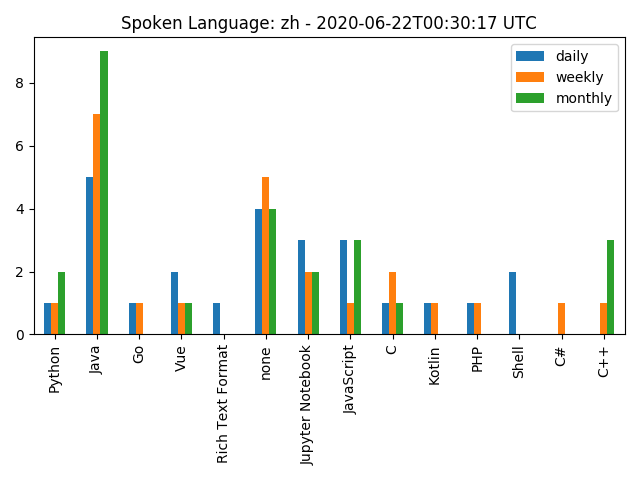 Spoken Language: zh - 2020-06-22T00:30:17 UTC
daily
weekly
monthly
8
6
4
2
0
Python
Java
Go
Vue
Rich Text Format
none
Jupyter Notebook
JavaScript
C
Kotlin
PHP
Shell
C#
C++